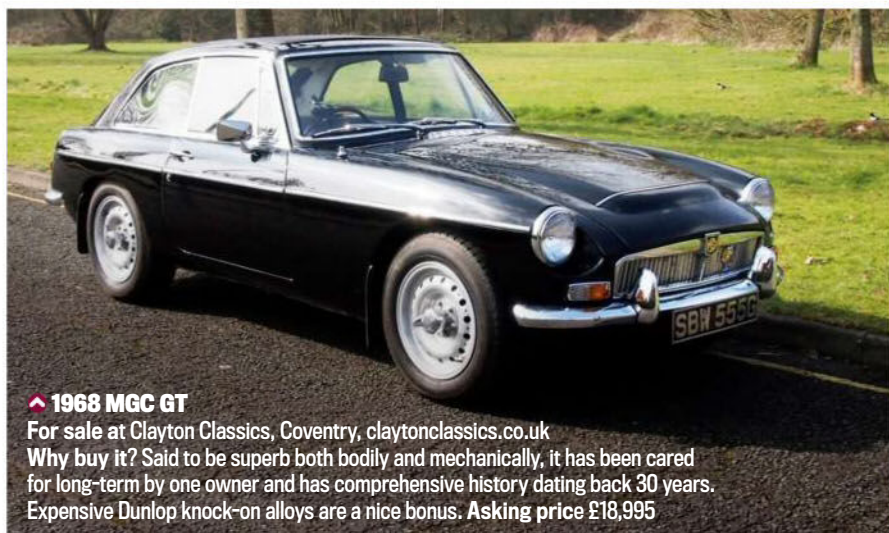 SBW 555G
1968 MGC GT
For sale at Clayton Classics, Coventry, claytonclassics.co.uk
Why buy it? Said to be superb both bodily and mechanically, it has been cared
for long-term by one owner and has comprehensive history dating back 30 years.
Expensive Dunlop knock-on alloys are a nice bonus. Asking price £18,995